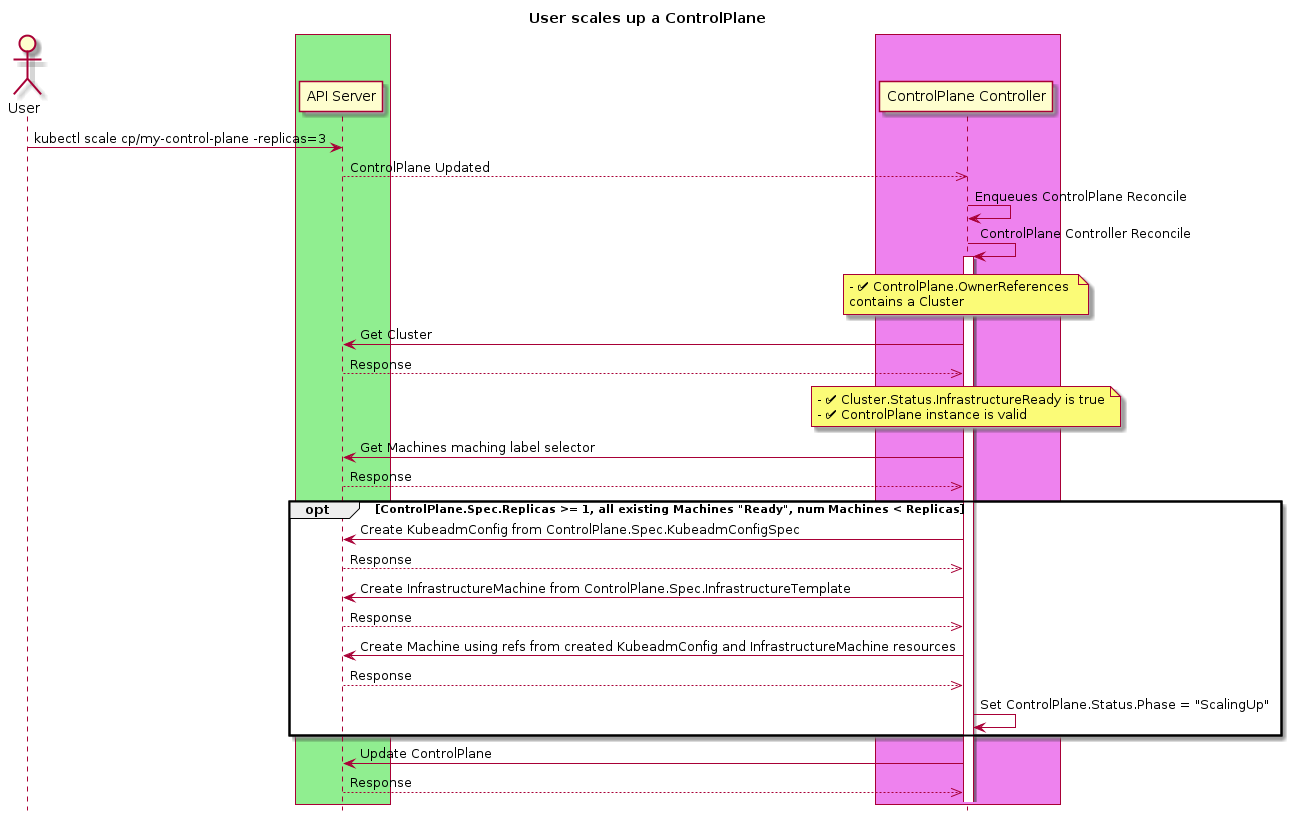 User scales up a ControlPlane
User
API Server
ControlPlane Controller
kubectl scale cp/my-control-plane -replicas=3
ControlPlane Updated
Enqueues ControlPlane Reconcile
ControlPlane Controller Reconcile
- ✔ ControlPlane.OwnerReferences
contains a Cluster
Get Cluster
Response
- ✔ Cluster.Status.InfrastructureReady is true
- ✔ ControlPlane instance is valid
Get Machines maching label selector
Response
opt [ControlPlane.Spec.Replicas >= 1, all existing Machines "Ready", num Machines < Replicas]
Create KubeadmConfig from ControlPlane.Spec.KubeadmConfigSpec
Response
Create InfrastructureMachine from ControlPlane.Spec.InfrastructureTemplate
Response
Create Machine using refs from created KubeadmConfig and InfrastructureMachine resources
Response
Set ControlPlane.Status.Phase = "ScalingUp"
Update ControlPlane
Response